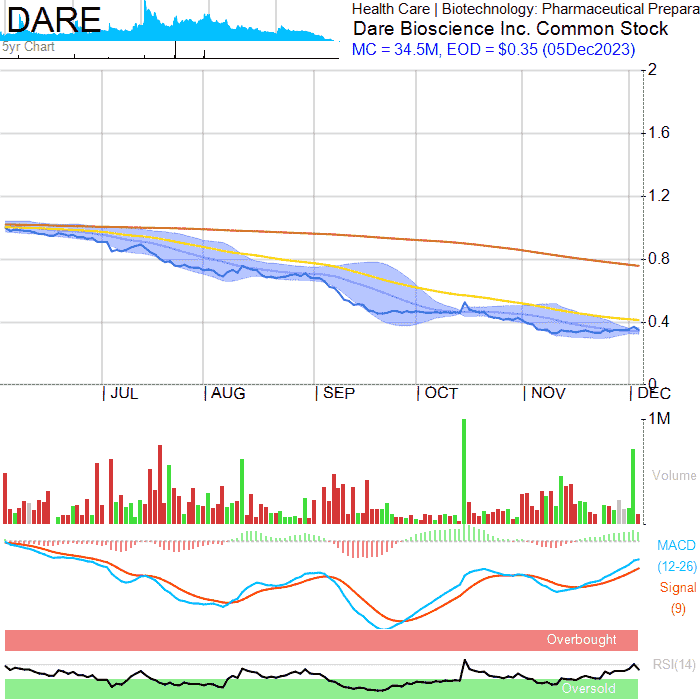 DARE
5yr Chart
Health Care | Biotechnology: Pharmaceutical Prepara
Dare Bioscience Inc. Common Stock
MC = 34.5M, EOD = $0.35 (05Dec2023)
2
1.6
1.2
0.8
0.4
0
JUL AUG SEP OCT NOV DEC
1M
Volume
MACD
(12-26)
Signal
(9)
Overbought
RSI(14)
Oversold